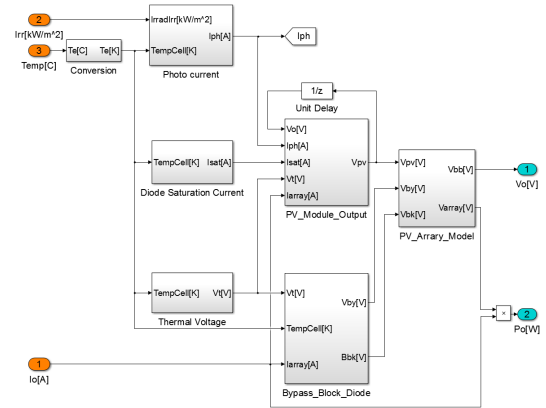 2
Irr[kW/m^2]
3
Temp[C]
Te[C] Te[K]
Conversion
IrradIrr[kW/m^2]
Iph[A]
TempCell[K]
Photo current
Iph
1/z
Unit Delay
TempCell[K] Isat[A]
Diode Saturation Current
Vo[V]
Iph[A]
Isat[A]
Vpv
Vt[V]
Iarray[A]
PV_Module_Output
Vpv[V]
Vbb[V]
Vby[V]
Varray[V]
Vbk[V]
PV_Arrary_Model
1
Vo[V]
TempCell[K] Vt[V]
Thermal Voltage
Vt[V]
Vby[V]
TempCell[K]
Bbk[V]
Iarray[A]
Bypass_Block_Diode
×
2
Po[W]
1
Io[A]